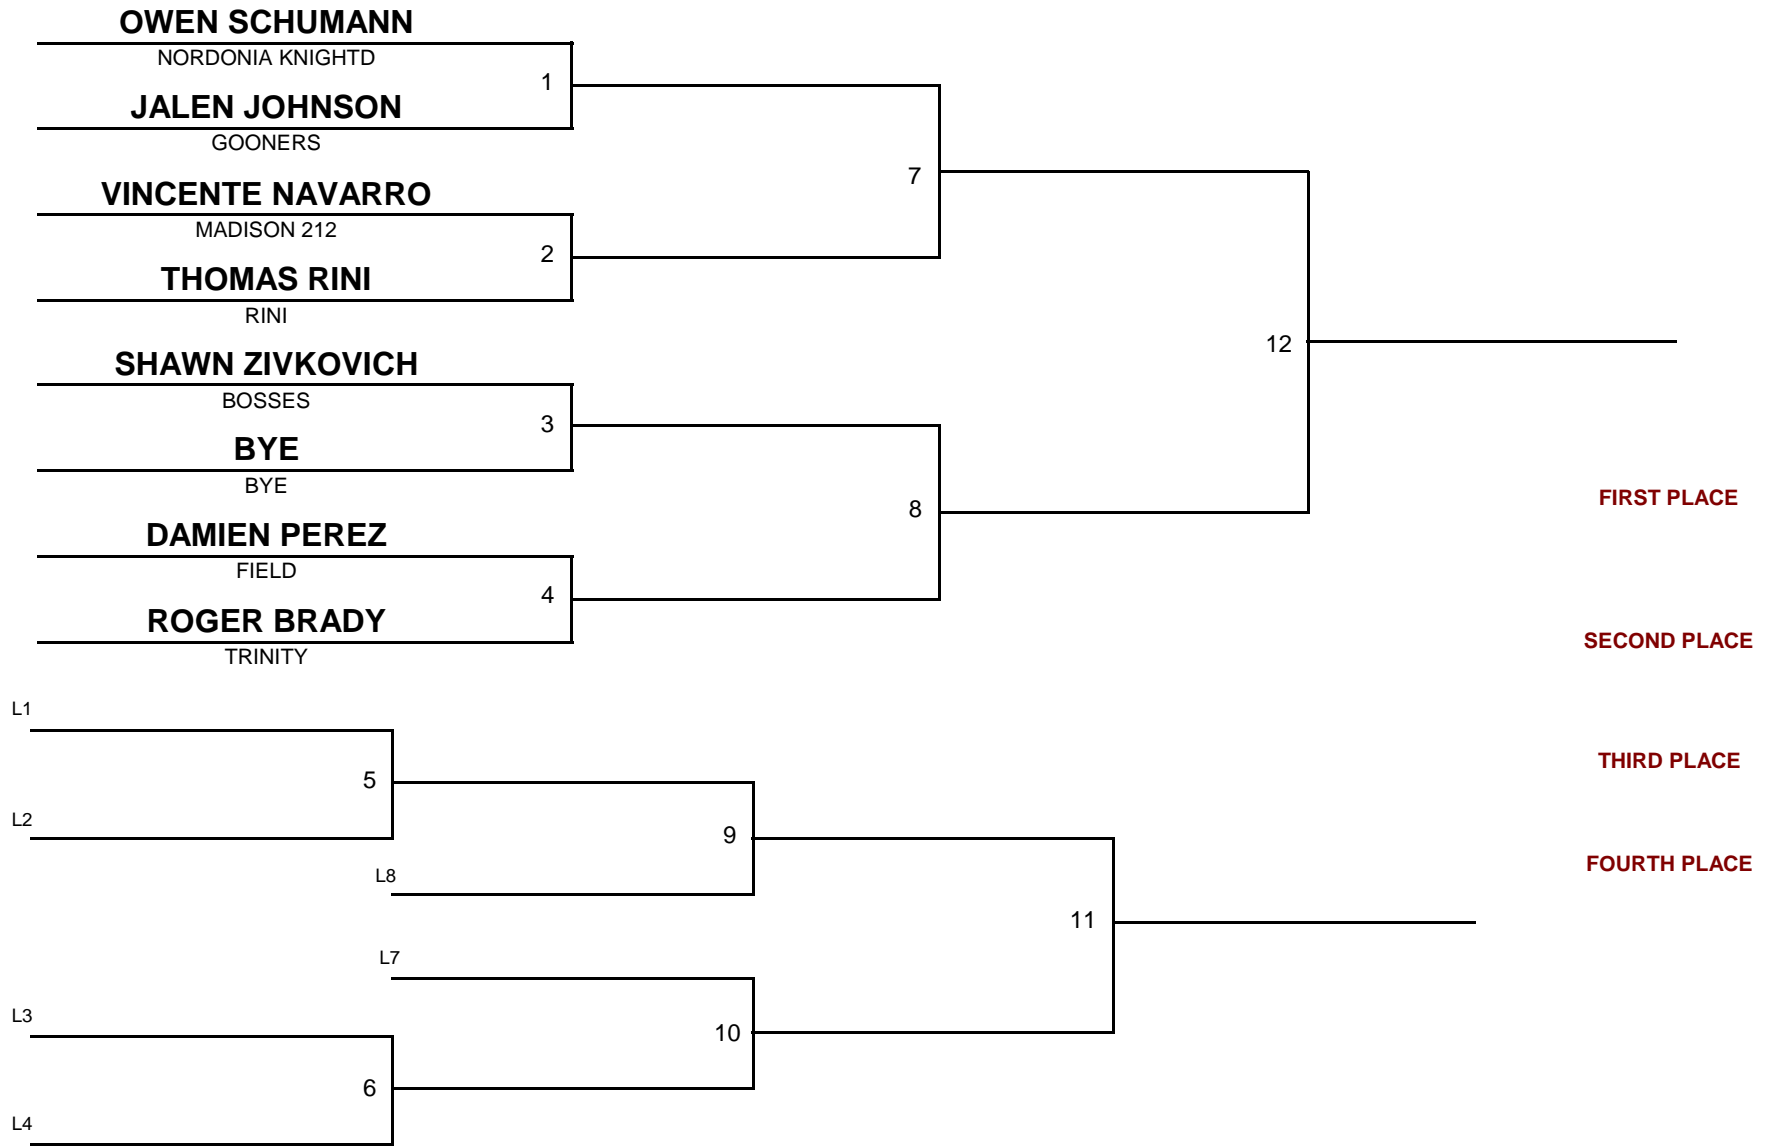 OWEN SCHUMANN
NORDONIA KNIGHTD
1
JALEN JOHNSON
GOONERS
7
VINCENTE NAVARRO
MADISON 212
2
THOMAS RINI
RINI
12
SHAWN ZIVKOVICH
BOSSES
3
BYE
BYE
FIRST PLACE
8
DAMIEN PEREZ
FIELD
4
ROGER BRADY
SECOND PLACE
TRINITY
L1
THIRD PLACE
5
L2
9
FOURTH PLACE
L8
11
L7
L3
10
6
L4